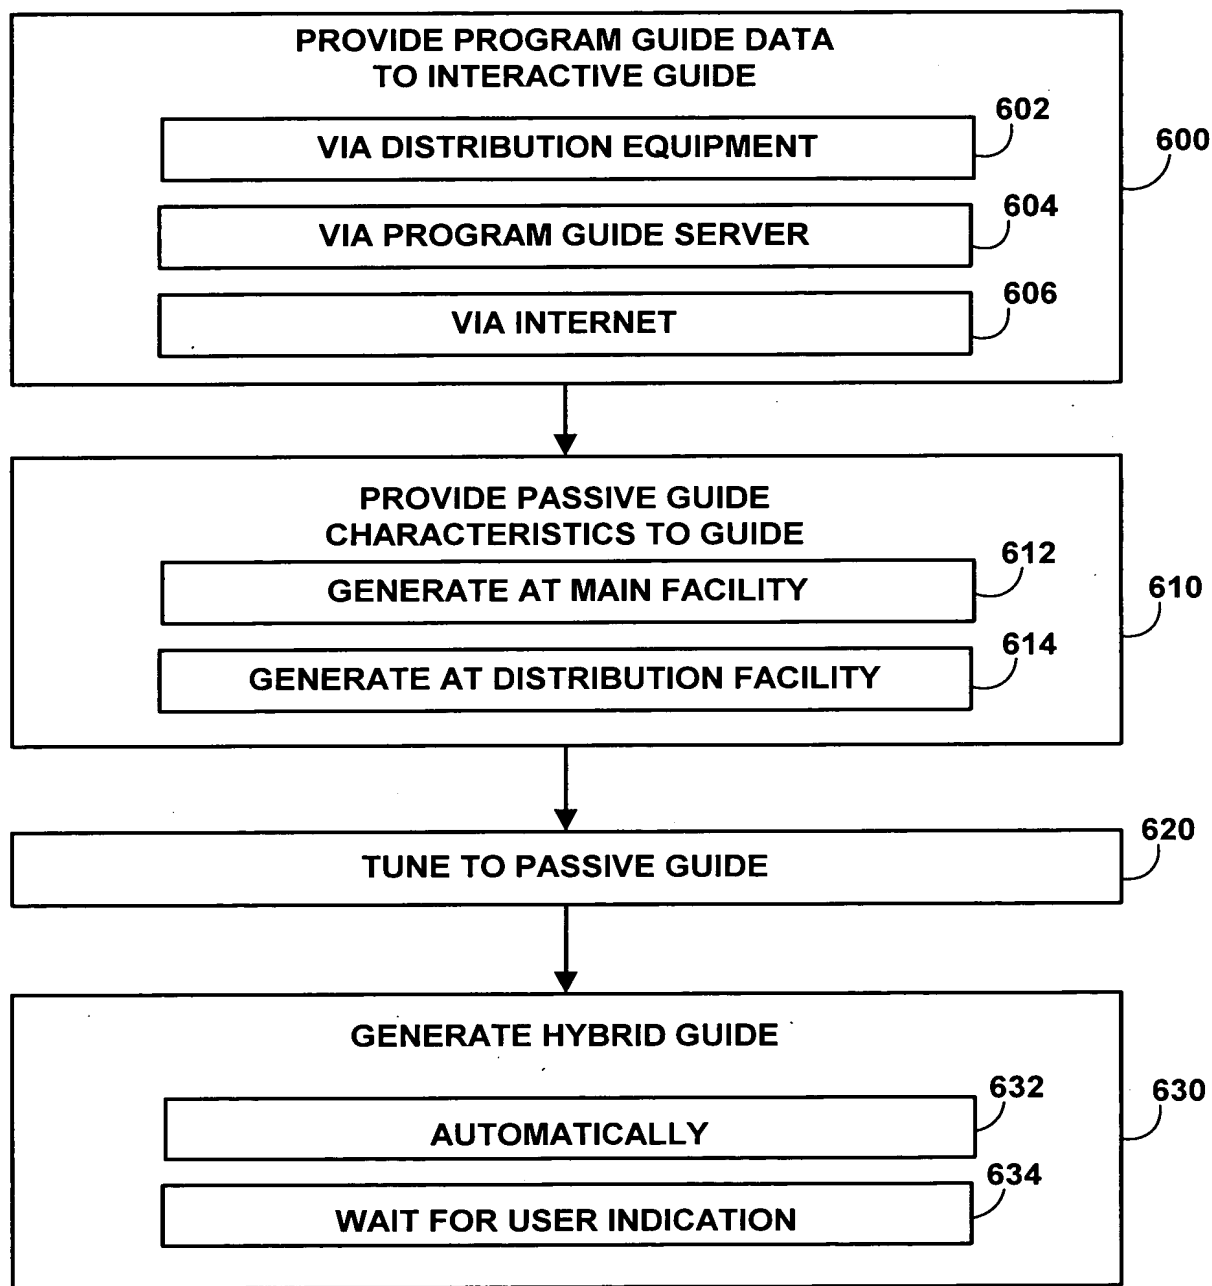 PROVIDE PROGRAM GUIDE DATA
TO INTERACTIVE GUIDE
602
VIA DISTRIBUTION EQUIPMENT
600
604
VIA PROGRAM GUIDE SERVER
606
VIA INTERNET
PROVIDE PASSIVE GUIDE
CHARACTERISTICS TO GUIDE
612
GENERATE AT MAIN FACILITY
610
614
GENERATE AT DISTRIBUTION FACILITY
620
TUNE TO PASSIVE GUIDE
GENERATE HYBRID GUIDE
632
630
AUTOMATICALLY
634
WAIT FOR USER INDICATION